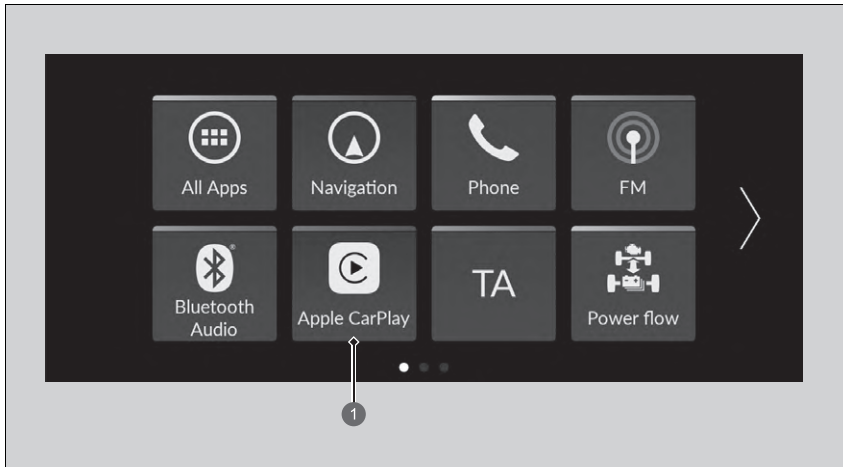 All Apps
Navigation
Phone
FM
Bluetooth®
Audio
Apple CarPlay
TA
Power flow
1